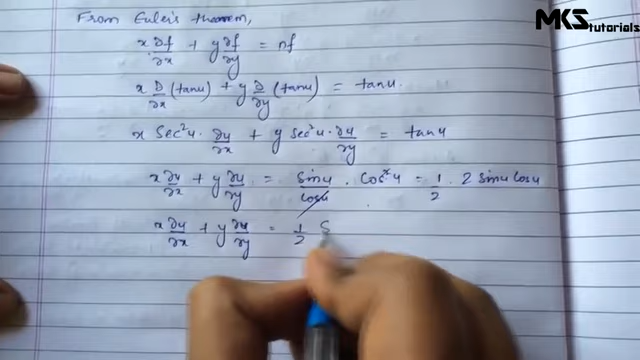 MKS tutorials
From Euler's theorem,
x ∂f/∂x + y ∂f/∂y = nf
x ∂/∂x (tanu) + y ∂/∂y (tanu) = tanu.
x Sec²u · ∂u/∂x + y Sec²u · ∂u/∂y = tanu
x ∂u/∂x + y ∂u/∂y = Sinu/cosu · Cos²u = 1/2 · 2 Sinu Cosu
x ∂u/∂x + y ∂u/∂y = 1/2 S